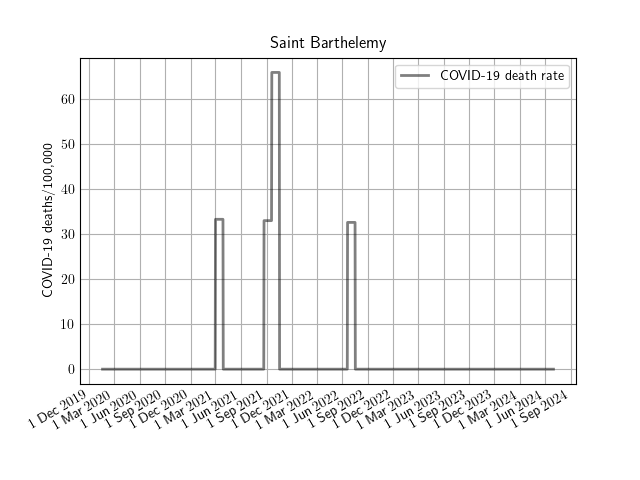 Saint Barthelemy
COVID-19 death rate
COVID-19 deaths/100,000
60
50
40
30
20
10
0
1 Dec 2019
1 Mar 2020
1 Jun 2020
1 Sep 2020
1 Dec 2020
1 Mar 2021
1 Jun 2021
1 Sep 2021
1 Dec 2021
1 Mar 2022
1 Jun 2022
1 Sep 2022
1 Dec 2022
1 Mar 2023
1 Jun 2023
1 Sep 2023
1 Dec 2023
1 Mar 2024
1 Jun 2024
1 Sep 2024